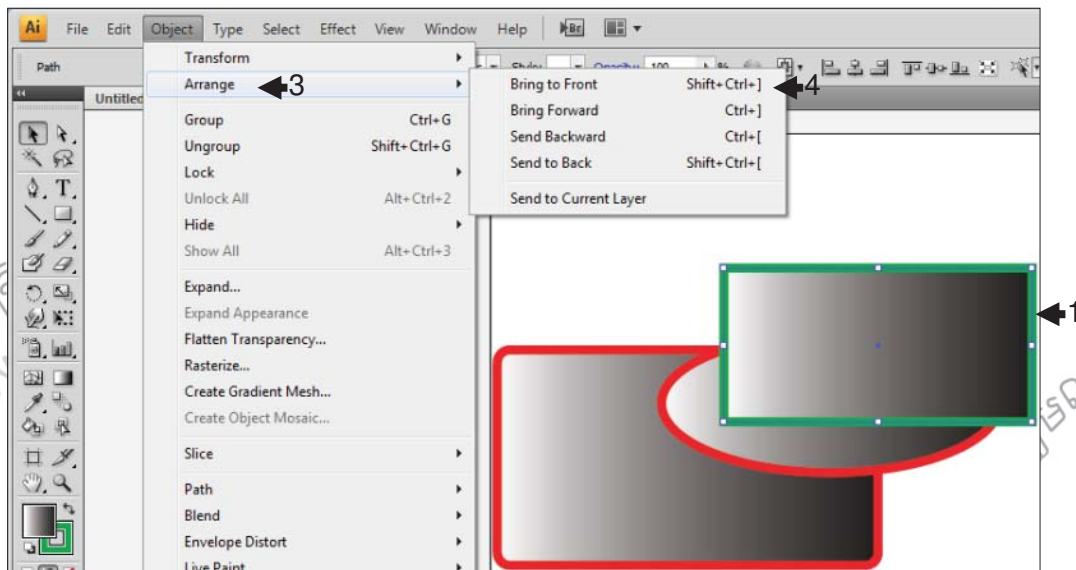 Ai File Edit Object Type Select Effect View Window Help Br
Path
Transform
Style: Opacity: 100 %
Arrange 3
Bring to Front Shift+Ctrl+] 4
Untitled
Bring Forward Ctrl+]
Group Ctrl+G
Send Backward Ctrl+[
Ungroup Shift+Ctrl+G
Send to Back Shift+Ctrl+[
Lock
Unlock All Alt+Ctrl+2
Send to Current Layer
Hide
Show All Alt+Ctrl+3
Expand...
Expand Appearance
1
Flatten Transparency...
Rasterize...
Create Gradient Mesh...
Create Object Mosaic...
Slice
Path
Blend
Envelope Distort
Live Paint